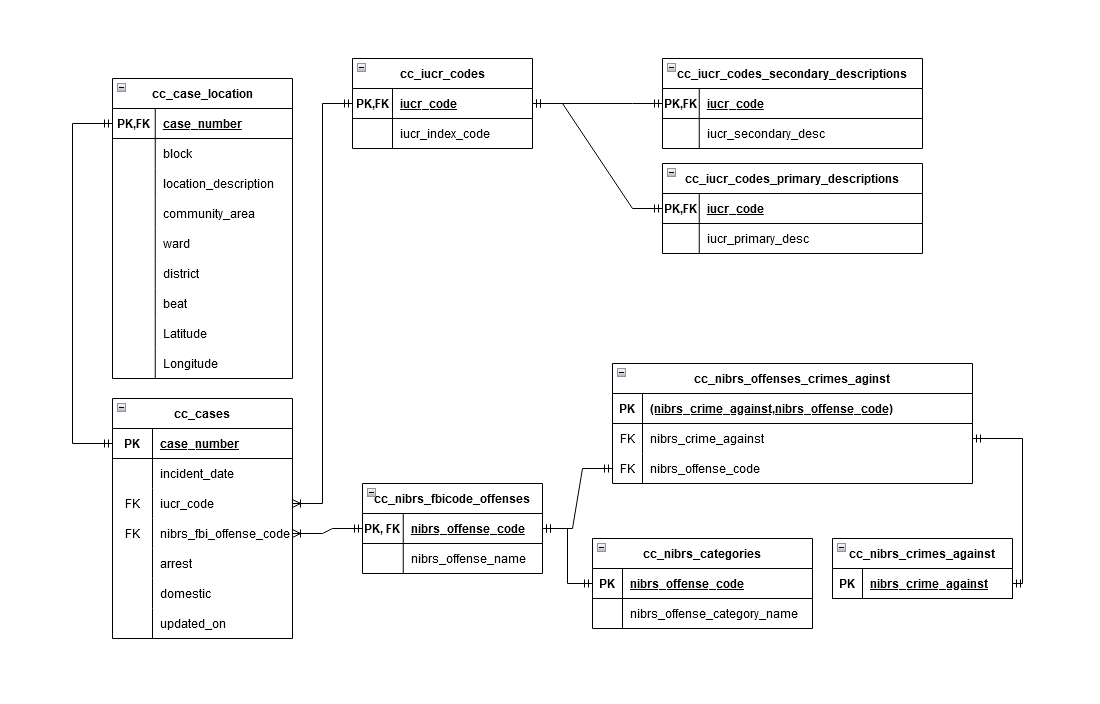 cc_case_location
PK,FK case_number
block
location_description
community_area
ward
district
beat
Latitude
Longitude
cc_cases
PK case_number
incident_date
FK iucr_code
FK nibrs_fbi_offense_code
arrest
domestic
updated_on
cc_iucr_codes
PK,FK iucr_code
iucr_index_code
cc_iucr_codes_secondary_descriptions
PK,FK iucr_code
iucr_secondary_desc
cc_iucr_codes_primary_descriptions
PK,FK iucr_code
iucr_primary_desc
cc_nibrs_offenses_crimes_aginst
PK (nibrs_crime_against,nibrs_offense_code)
FK nibrs_crime_against
FK nibrs_offense_code
cc_nibrs_fbicode_offenses
PK, FK nibrs_offense_code
nibrs_offense_name
cc_nibrs_categories
PK nibrs_offense_code
nibrs_offense_category_name
cc_nibrs_crimes_against
PK nibrs_crime_against